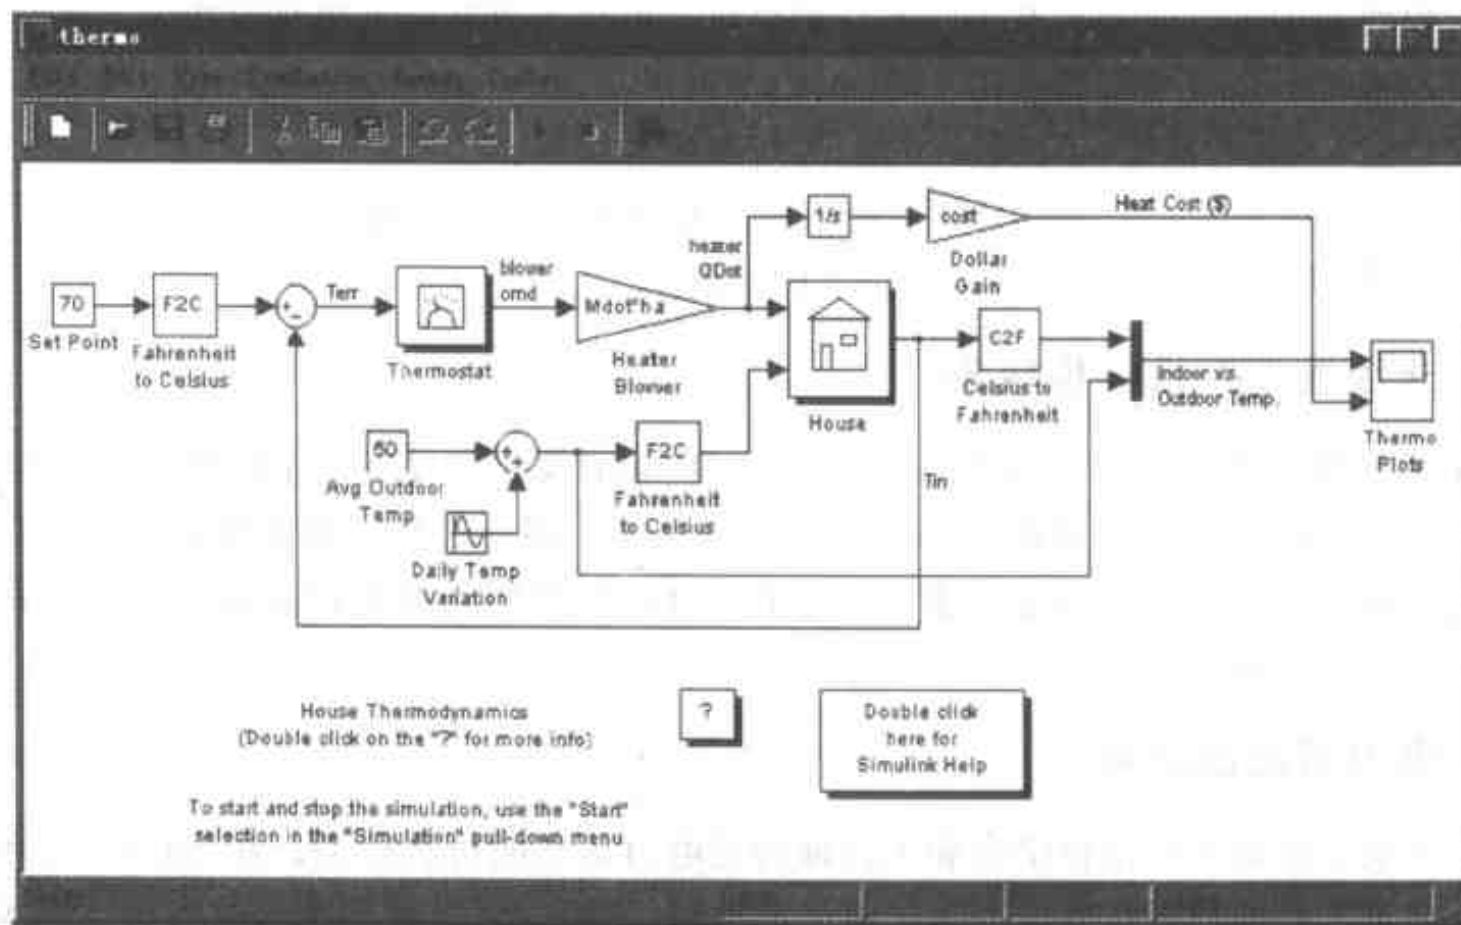 thermo
Heat Cost ($)
1/s
cost
Dollar
Gain
heater
QDot
blower
cmd
Terr
70
Set Point
F2C
Fahrenheit
to Celsius
Thermostat
Mdot*ha
Heater
Blower
House
C2F
Celsius to
Fahrenheit
Indoor vs.
Outdoor Temp.
Thermo
Plots
Avg Outdoor
Temp
F2C
Fahrenheit
to Celsius
Tin
Daily Temp
Variation
House Thermodynamics
(Double click on the "?" for more info)
?
Double click
here for
Simulink Help
To start and stop the simulation, use the "Start"
selection in the "Simulation" pull-down menu